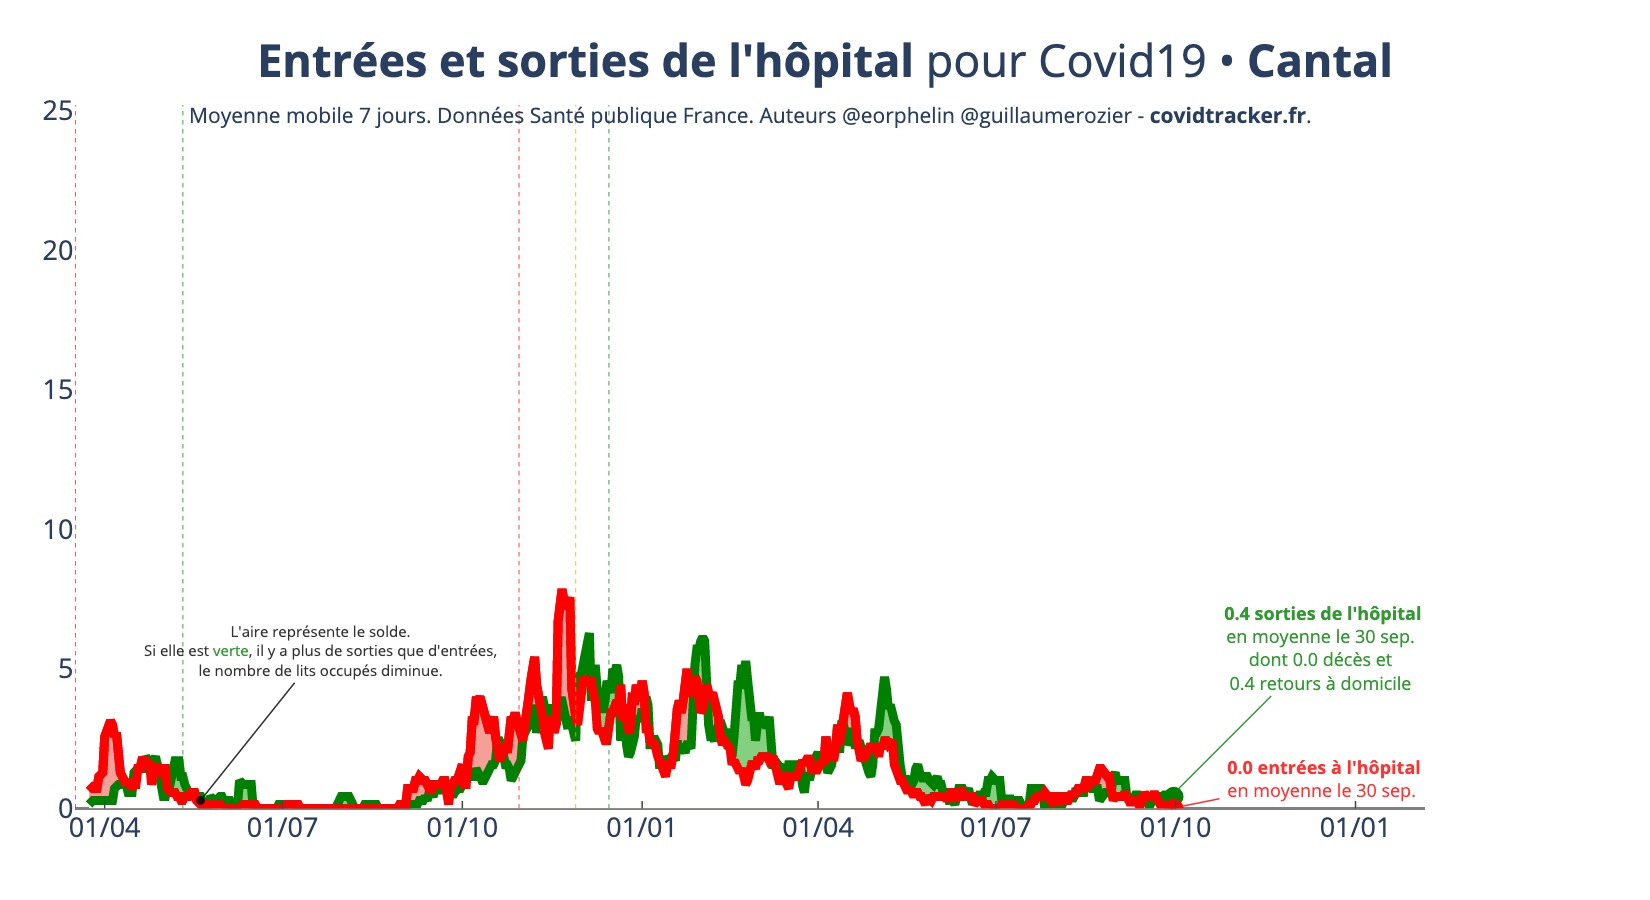 Entrées et sorties de l'hôpital pour Covid19 • Cantal
Moyenne mobile 7 jours. Données Santé publique France. Auteurs @eorphelin @guillaumerozier - covidtracker.fr.
25
20
15
10
5
0
L'aire représente le solde.
Si elle est verte, il y a plus de sorties que d'entrées,
le nombre de lits occupés diminue.
0.4 sorties de l'hôpital
en moyenne le 30 sep.
dont 0.0 décès et
0.4 retours à domicile
0.0 entrées à l'hôpital
en moyenne le 30 sep.
01/04 01/07 01/10 01/01 01/04 01/07 01/10 01/01